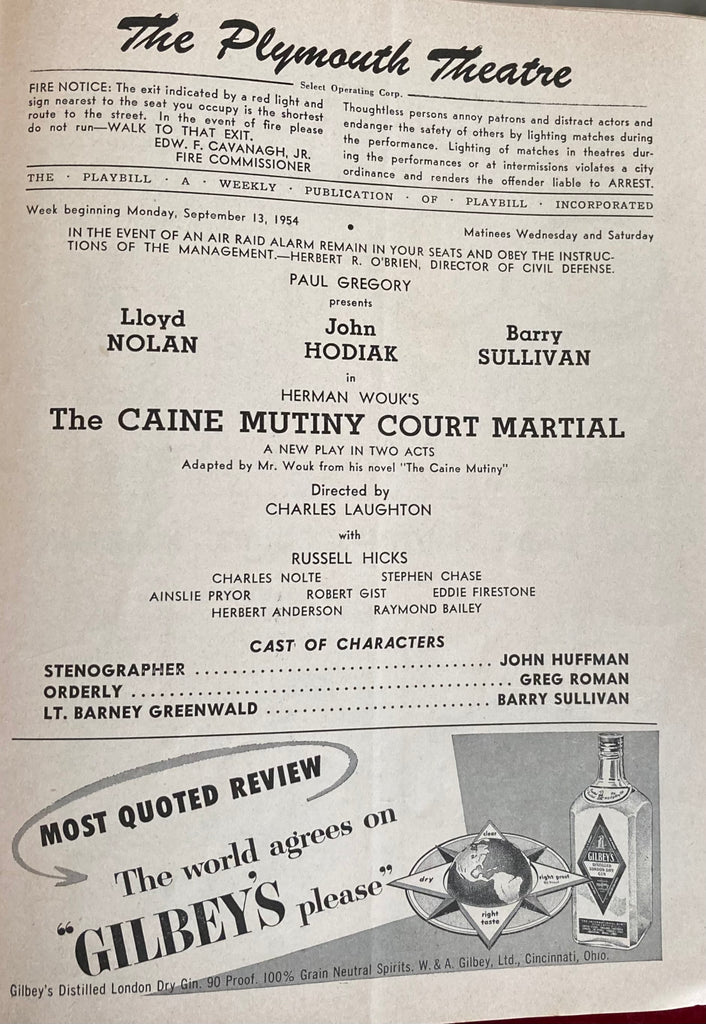 The Plymouth Theatre
Select Operating Corp.
FIRE NOTICE: The exit indicated by a red light and
sign nearest to the seat you occupy is the shortest
route to the street. In the event of fire please
do not run—WALK TO THAT EXIT.
EDW. F. CAVANAGH, JR.
FIRE COMMISSIONER
Thoughtless persons annoy patrons and distract actors and
endanger the safety of others by lighting matches during
the performance. Lighting of matches in theatres dur-
ing the performances or at intermissions violates a city
ordinance and renders the offender liable to ARREST.
THE · PLAYBILL · A · WEEKLY · PUBLICATION · OF · PLAYBILL · INCORPORATED
Week beginning Monday, September 13, 1954 • Matinees Wednesday and Saturday
IN THE EVENT OF AN AIR RAID ALARM REMAIN IN YOUR SEATS AND OBEY THE INSTRUC-
TIONS OF THE MANAGEMENT.—HERBERT R. O'BRIEN, DIRECTOR OF CIVIL DEFENSE.
PAUL GREGORY
presents
Lloyd
NOLAN
John
HODIAK
Barry
SULLIVAN
in
HERMAN WOUK'S
The CAINE MUTINY COURT MARTIAL
A NEW PLAY IN TWO ACTS
Adapted by Mr. Wouk from his novel "The Caine Mutiny"
Directed by
CHARLES LAUGHTON
with
RUSSELL HICKS
CHARLES NOLTE STEPHEN CHASE
AINSLIE PRYOR ROBERT GIST EDDIE FIRESTONE
HERBERT ANDERSON RAYMOND BAILEY
CAST OF CHARACTERS
STENOGRAPHER ................................ JOHN HUFFMAN
ORDERLY ......................................... GREG ROMAN
LT. BARNEY GREENWALD ........................ BARRY SULLIVAN
MOST QUOTED REVIEW
The world agrees on
"GILBEY'S please"
clear
dry
right proof
right
taste
GILBEY'S
DISTILLED
LONDON DRY
GIN
Gilbey's Distilled London Dry Gin. 90 Proof. 100% Grain Neutral Spirits. W. & A. Gilbey, Ltd., Cincinnati, Ohio.